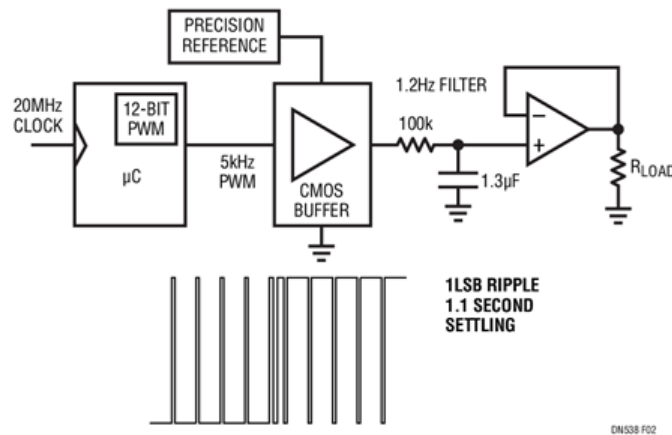 PRECISION
REFERENCE
20MHz
CLOCK
12-BIT
PWM
µC
5kHz
PWM
CMOS
BUFFER
1.2Hz FILTER
100k
1.3µF
–
+
RLOAD
1LSB RIPPLE
1.1 SECOND
SETTLING
DN538 F02